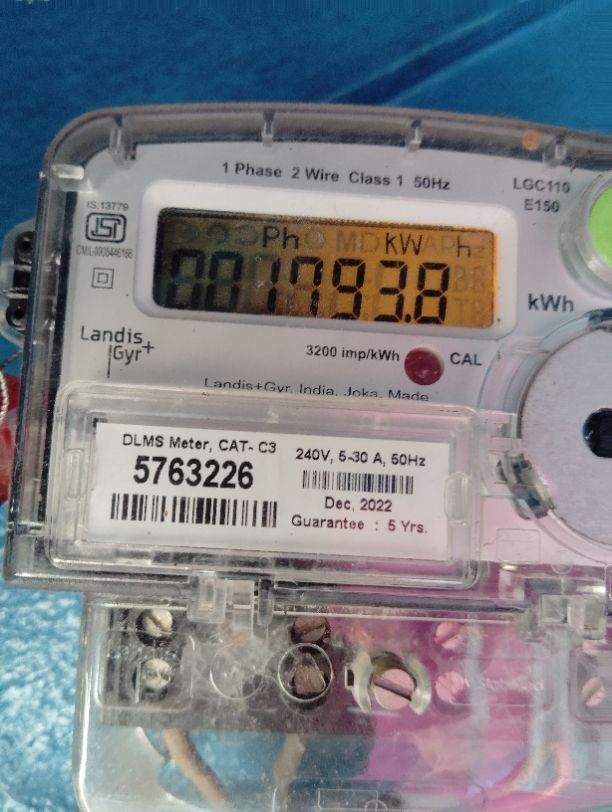 1 Phase 2 Wire Class 1 50Hz
LGC110
E150
IS:13779
ISI
Ph kW h
001793.8
kWh
Landis
Gyr+
3200 imp/kWh
CAL
Landis+Gyr, India, Joka, Made
DLMS Meter, CAT- C3
5763226
240V, 5-30 A, 50Hz
Dec, 2022
Guarantee : 5 Yrs.